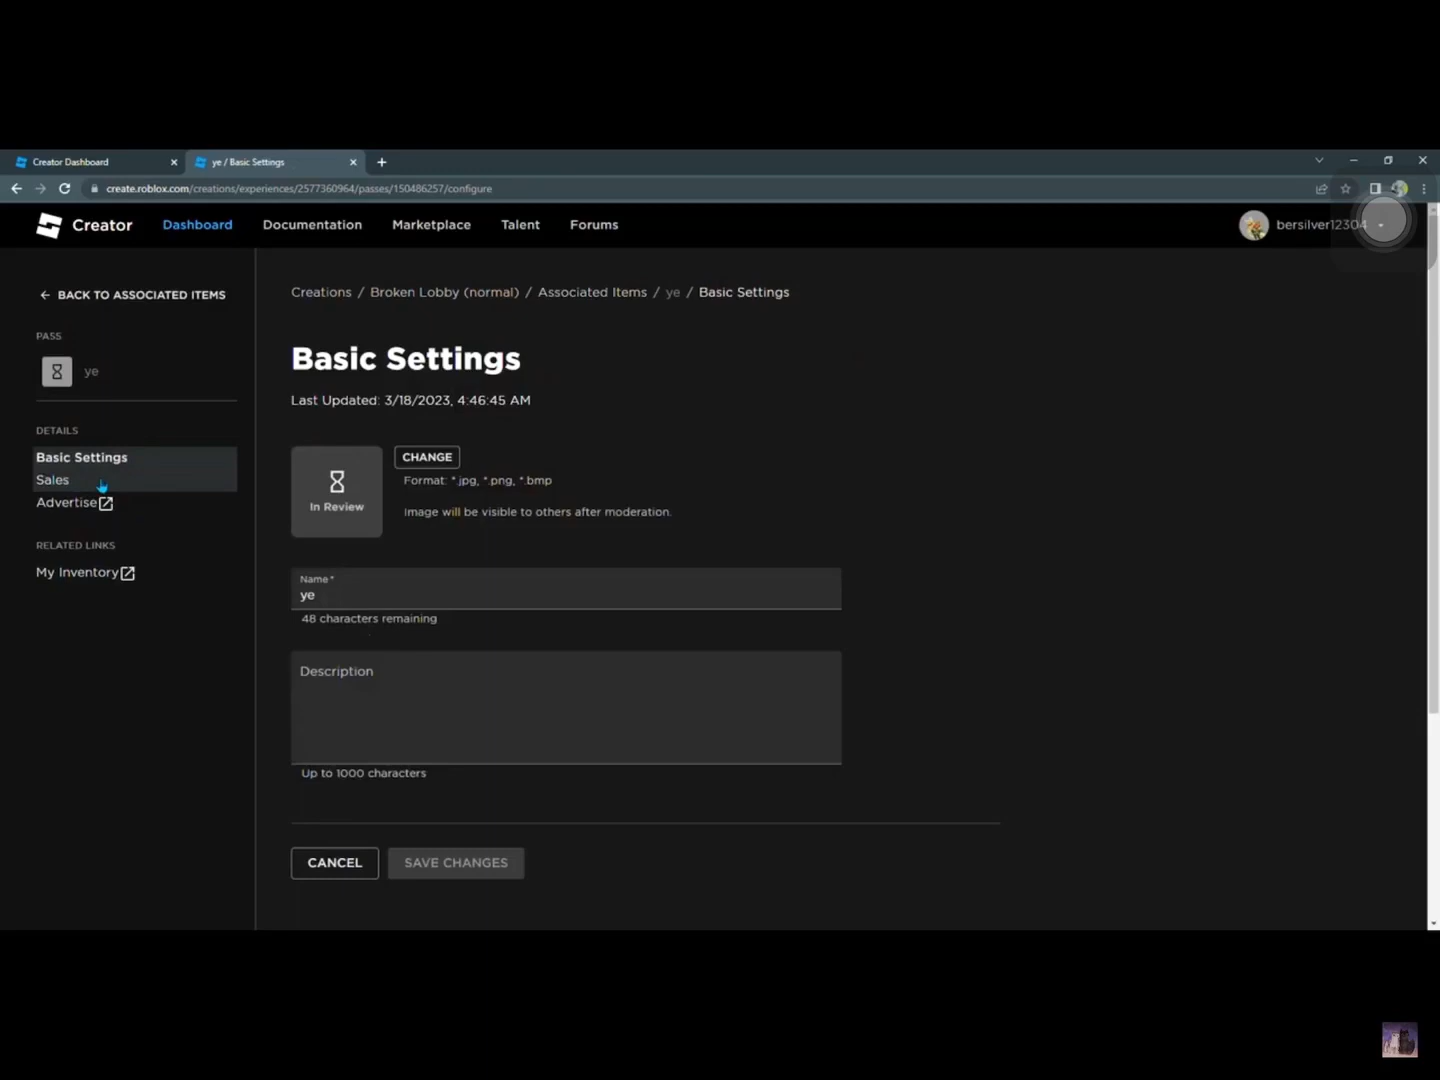 Creator Dashboard
ye / Basic Settings
create.roblox.com/creations/experiences/2577360964/passes/150486257/configure
Creator
Dashboard
Documentation
Marketplace
Talent
Forums
bersilver12304
BACK TO ASSOCIATED ITEMS
PASS
ye
DETAILS
Basic Settings
Sales
Advertise
RELATED LINKS
My Inventory
Creations / Broken Lobby (normal) / Associated Items / ye / Basic Settings
Basic Settings
Last Updated: 3/18/2023, 4:46:45 AM
In Review
CHANGE
Format: *.jpg, *.png, *.bmp
Image will be visible to others after moderation.
Name*
ye
48 characters remaining
Description
Up to 1000 characters
CANCEL
SAVE CHANGES